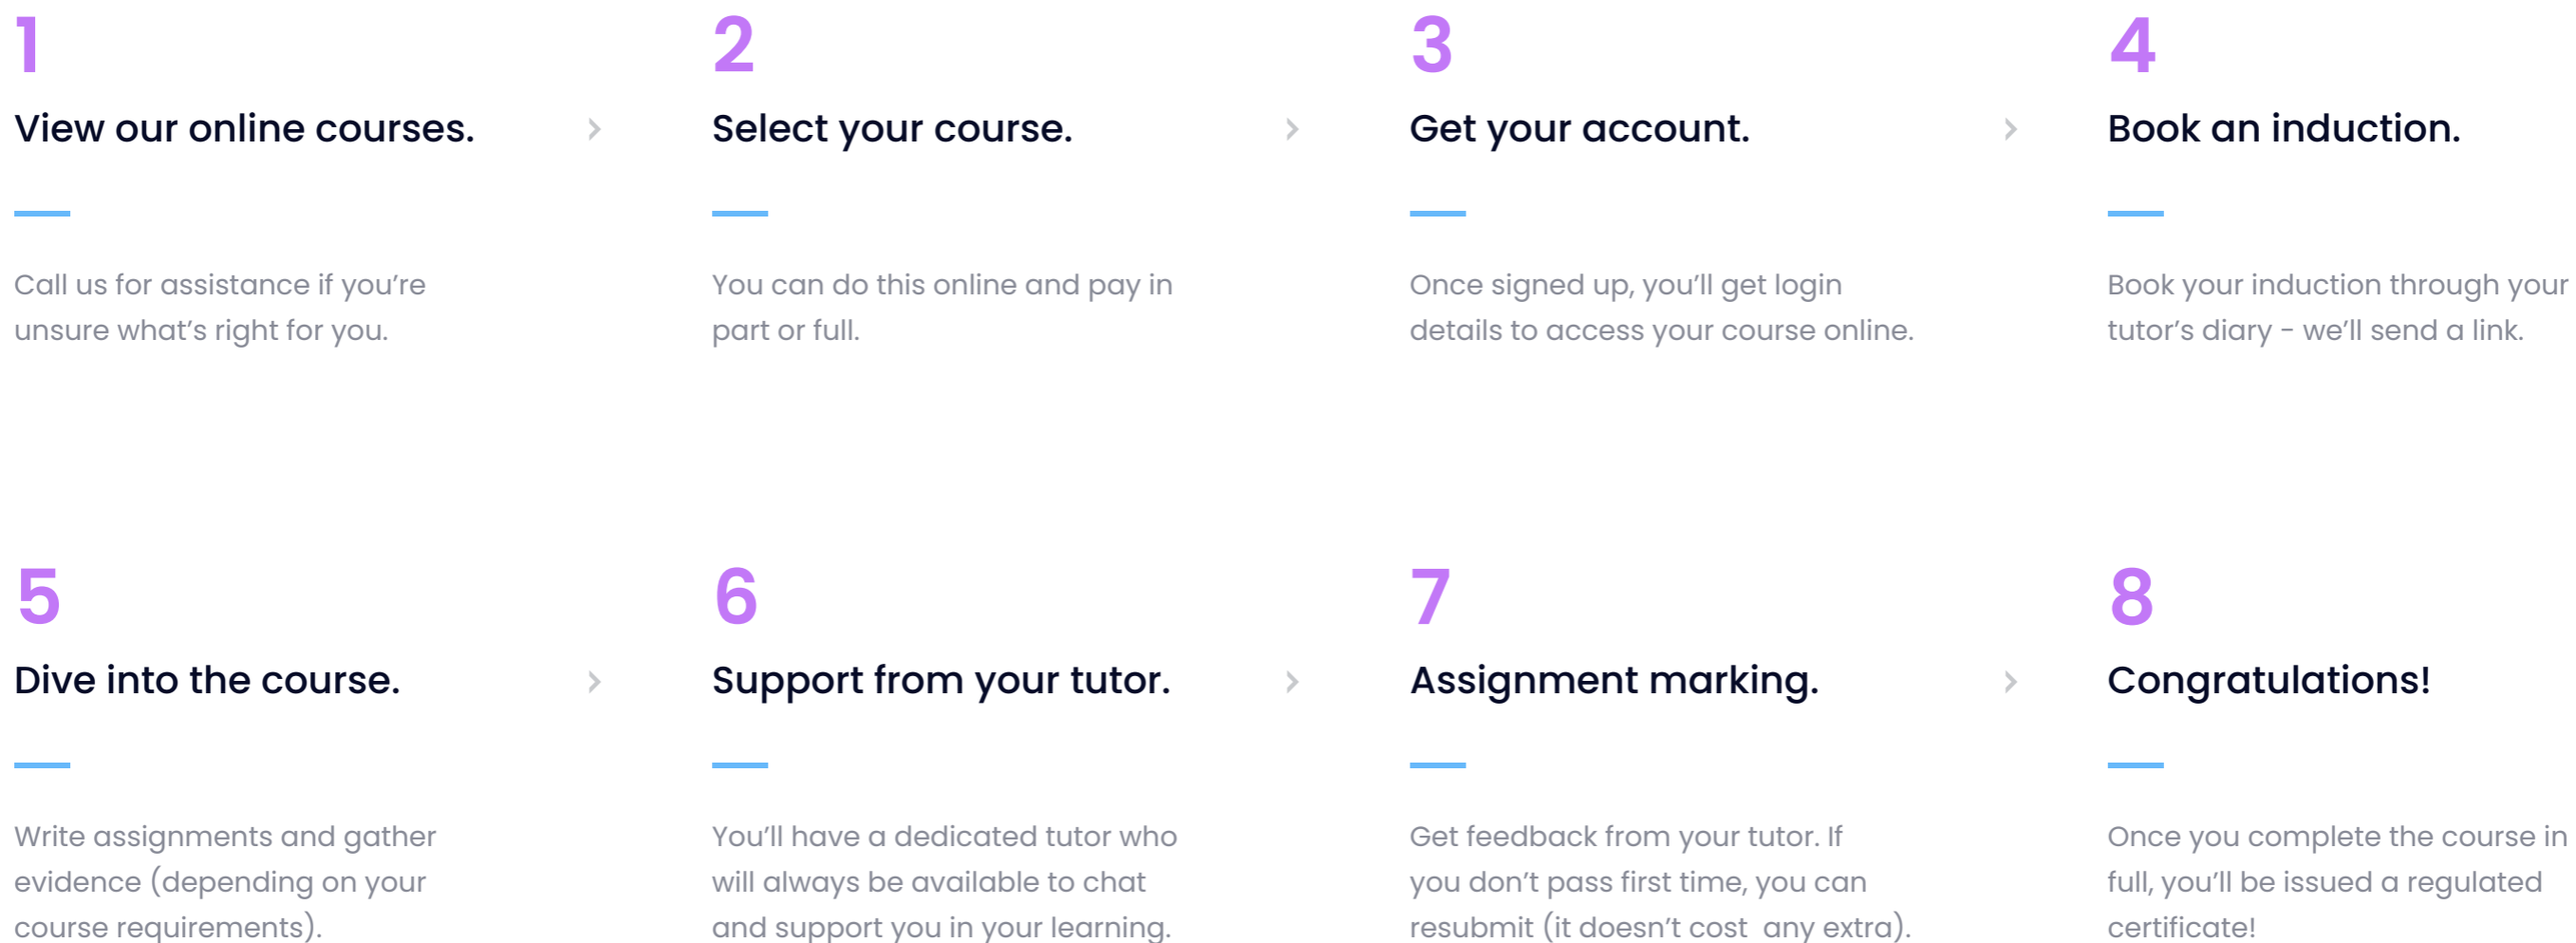 1
View our online courses.
Call us for assistance if you’re
unsure what’s right for you.
2
Select your course.
You can do this online and pay in
part or full.
3
Get your account.
Once signed up, you’ll get login
details to access your course online.
4
Book an induction.
Book your induction through your
tutor’s diary - we’ll send a link.
5
Dive into the course.
Write assignments and gather
evidence (depending on your
course requirements).
6
Support from your tutor.
You’ll have a dedicated tutor who
will always be available to chat
and support you in your learning.
7
Assignment marking.
Get feedback from your tutor. If
you don’t pass first time, you can
resubmit (it doesn’t cost  any extra).
8
Congratulations!
Once you complete the course in
full, you’ll be issued a regulated
certificate!